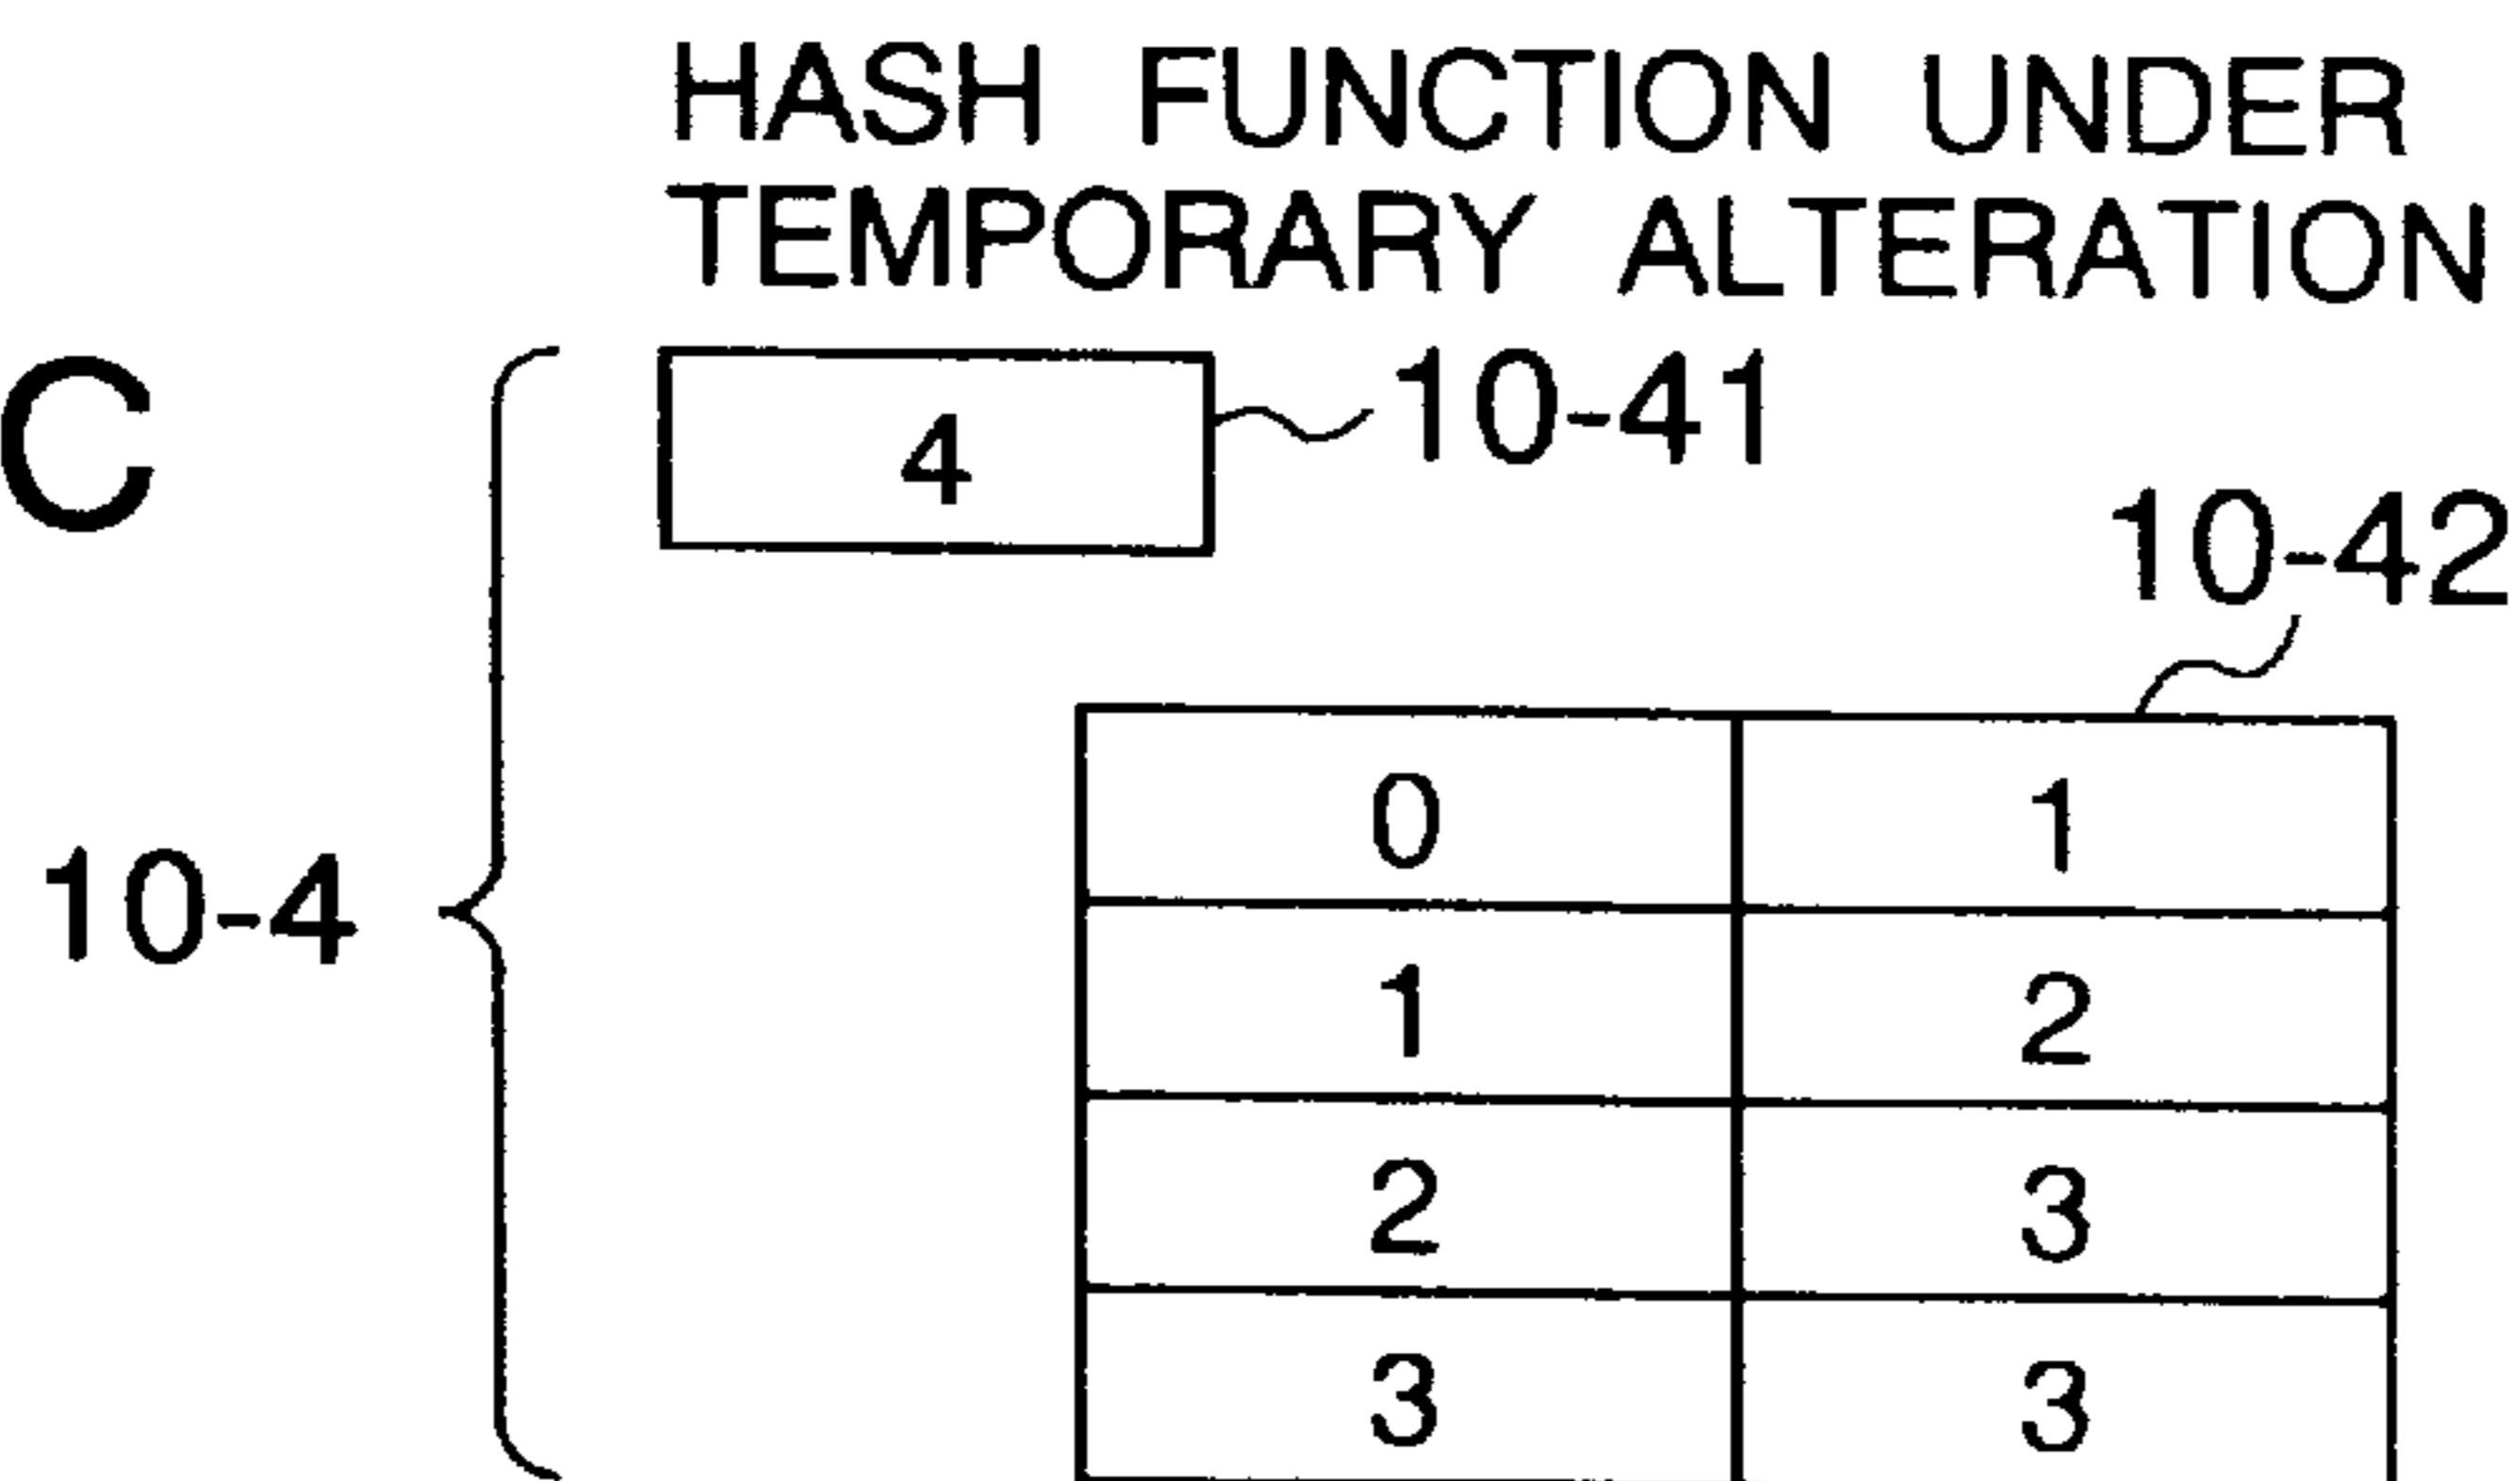 HASH FUNCTION UNDER
TEMPORARY ALTERATION
C
4
10-41
10-42
10-4
0 1
1 2
2 3
3 3